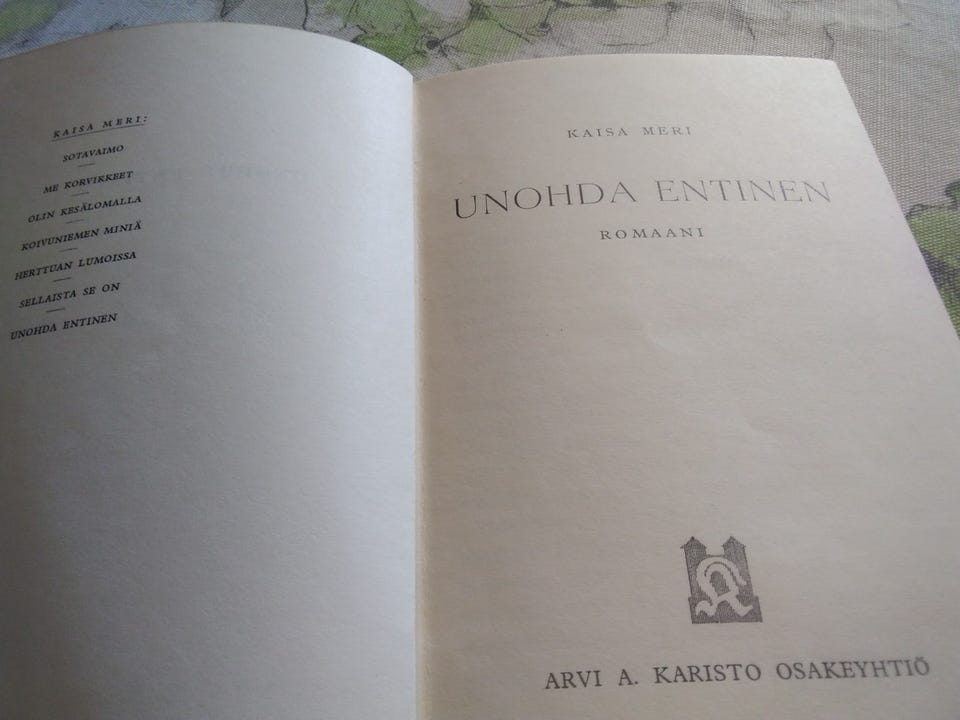 KAISA MERI:
SOTAVAIMO
ME KORVIKKEET
OLIN KESÄLOMALLA
KOIVUNIEMEN MINIÄ
HERTTUAN LUMOISSA
SELLAISTA SE ON
UNOHDA ENTINEN
KAISA MERI
UNOHDA ENTINEN
ROMAANI
K
ARVI A. KARISTO OSAKEYHTIÖ